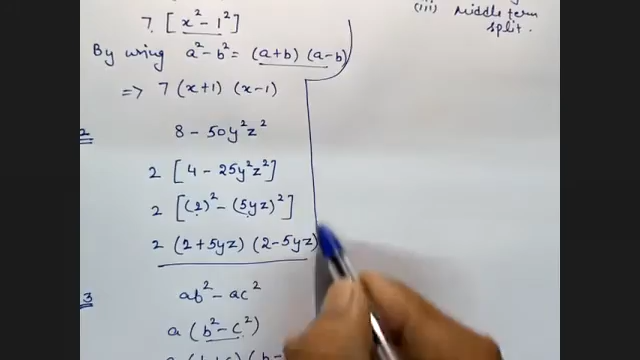 7. [x² - 1²]
(iii) Middle term
split.
By using a² - b² = (a+b) (a-b)
=> 7 (x+1) (x-1)
2
8 - 50y²z²
2 [4 - 25y²z²]
2 [(2)² - (5yz)²]
2 (2+5yz) (2-5yz)
3
ab² - ac²
a (b² - c²)